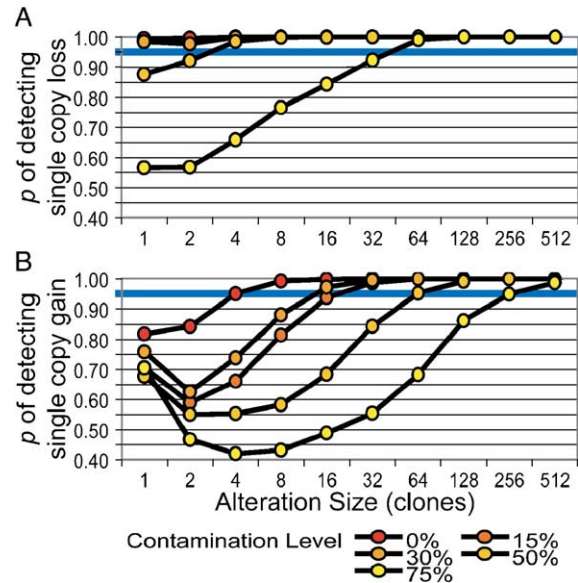 A
p of detecting
single copy loss
1.00
0.90
0.80
0.70
0.60
0.50
0.40
1 2 4 8 16 32 64 128 256 512
B
p of detecting
single copy gain
1.00
0.90
0.80
0.70
0.60
0.50
0.40
1 2 4 8 16 32 64 128 256 512
Alteration Size (clones)
Contamination Level
0% 15%
30% 50%
75%